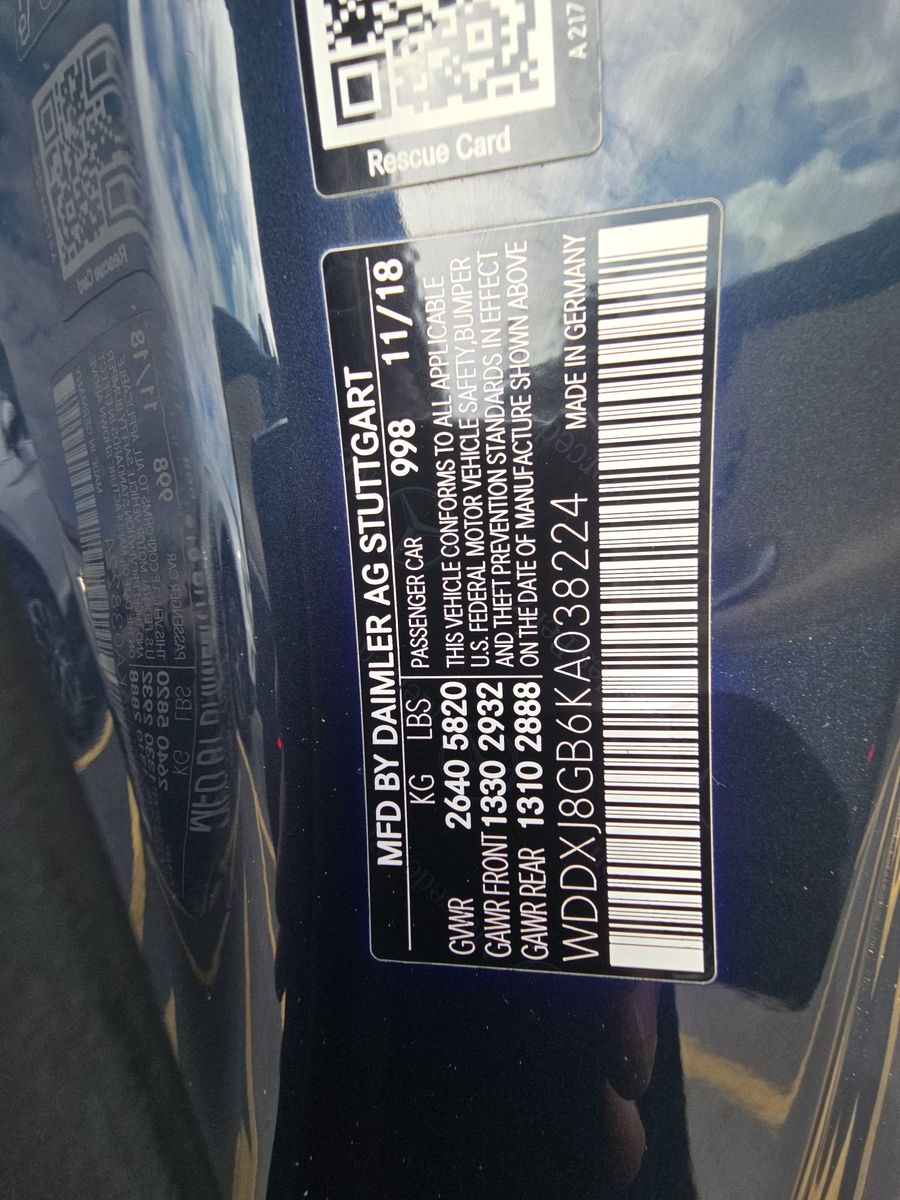 Rescue Card
A 217
MFD BY DAIMLER AG STUTTGART
KG LBS PASSENGER CAR 998 11/18
GVWR 2640 5820
GAWR FRONT 1330 2932
GAWR REAR 1310 2888
THIS VEHICLE CONFORMS TO ALL APPLICABLE
U.S. FEDERAL MOTOR VEHICLE SAFETY, BUMPER
AND THEFT PREVENTION STANDARDS IN EFFECT
ON THE DATE OF MANUFACTURE SHOWN ABOVE
WDDXJ8GB6KA038224 MADE IN GERMANY